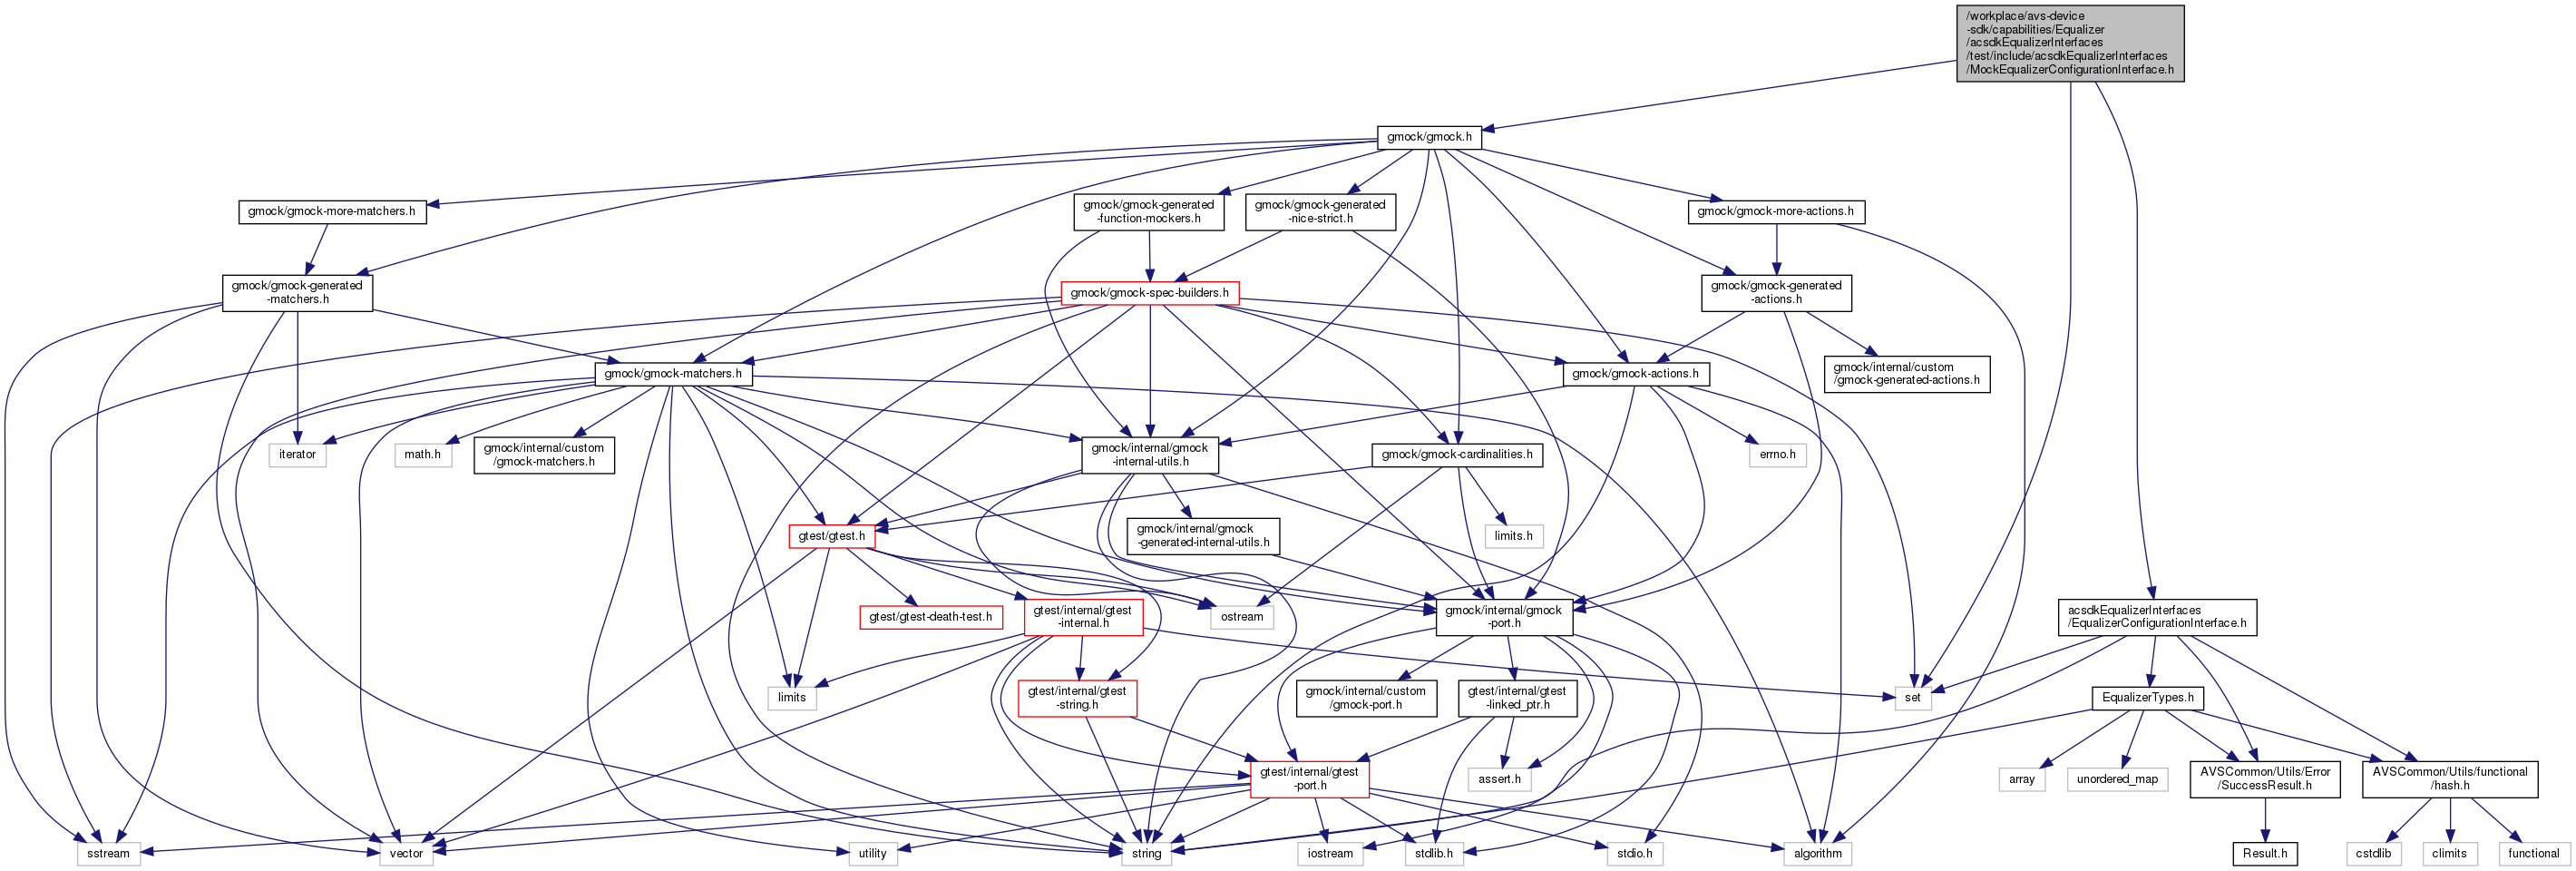 /workplace/avs-device
-sdk/capabilities/Equalizer
/acsdkEqualizerInterfaces
/test/include/acsdkEqualizerInterfaces
/MockEqualizerConfigurationInterface.h
gmock/gmock.h
gmock/gmock-more-matchers.h
gmock/gmock-generated
-function-mockers.h
gmock/gmock-generated
-nice-strict.h
gmock/gmock-more-actions.h
gmock/gmock-generated
-matchers.h
gmock/gmock-spec-builders.h
gmock/gmock-generated
-actions.h
gmock/gmock-matchers.h
gmock/gmock-actions.h
gmock/internal/custom
/gmock-generated-actions.h
iterator
math.h
gmock/internal/custom
/gmock-matchers.h
gmock/internal/gmock
-internal-utils.h
gmock/gmock-cardinalities.h
errno.h
gtest/gtest.h
gmock/internal/gmock
-generated-internal-utils.h
limits.h
gtest/gtest-death-test.h
gtest/internal/gtest
-internal.h
ostream
gmock/internal/gmock
-port.h
acsdkEqualizerInterfaces
/EqualizerConfigurationInterface.h
limits
gtest/internal/gtest
-string.h
gmock/internal/custom
/gmock-port.h
gtest/internal/gtest
-linked_ptr.h
set
EqualizerTypes.h
gtest/internal/gtest
-port.h
assert.h
array
unordered_map
AVSCommon/Utils/Error
/SuccessResult.h
AVSCommon/Utils/functional
/hash.h
sstream
vector
utility
string
iostream
stdlib.h
stdio.h
algorithm
Result.h
cstdlib
climits
functional